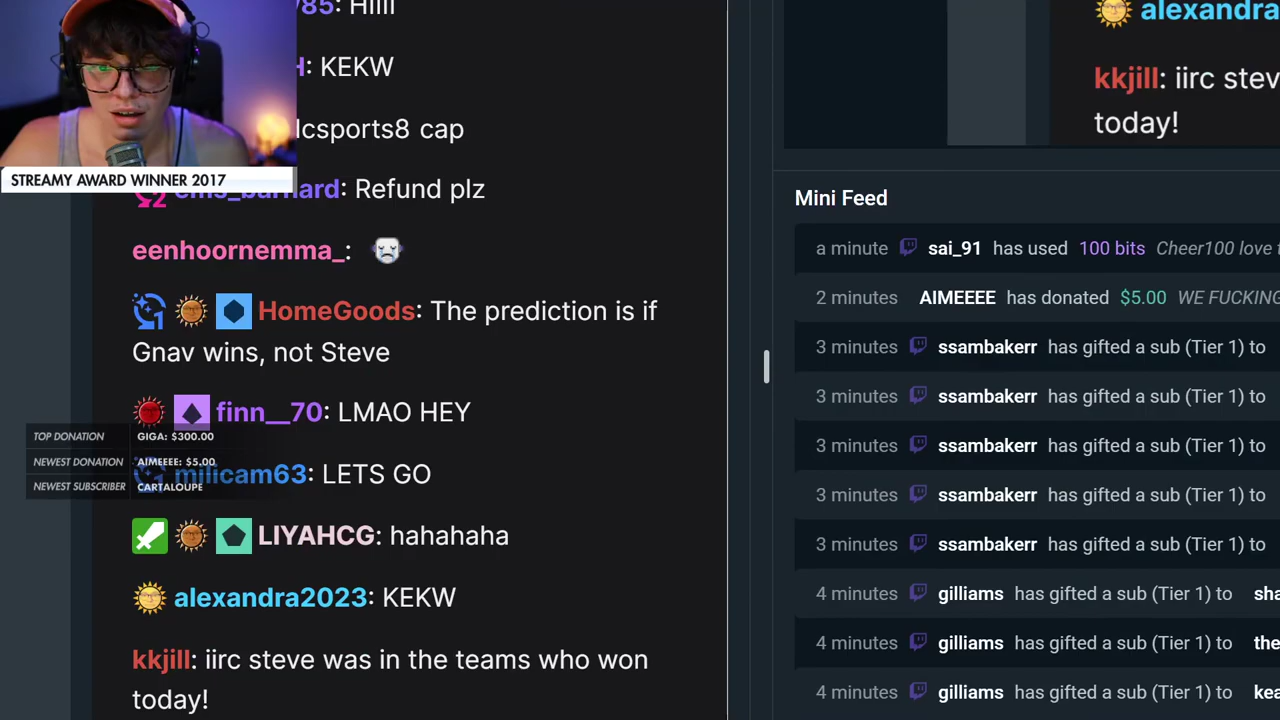 /85: HIIII
H: KEKW
lcsports8 cap
STREAMY AWARD WINNER 2017
ems_barnard: Refund plz
eenhoornemma_:
HomeGoods: The prediction is if
Gnav wins, not Steve
finn__70: LMAO HEY
TOP DONATION GIGA: $300.00
NEWEST DONATION AIMEEEE: $5.00
milicam63: LETS GO
NEWEST SUBSCRIBER CARTALOUPE
LIYAHCG: hahahaha
alexandra2023: KEKW
kkjill: iirc steve was in the teams who won
today!
alexandra
kkjill: iirc stev
today!
Mini Feed
a minute sai_91 has used 100 bits Cheer100 love
2 minutes AIMEEEE has donated $5.00 WE FUCKING
3 minutes ssambakerr has gifted a sub (Tier 1) to
3 minutes ssambakerr has gifted a sub (Tier 1) to
3 minutes ssambakerr has gifted a sub (Tier 1) to
3 minutes ssambakerr has gifted a sub (Tier 1) to
3 minutes ssambakerr has gifted a sub (Tier 1) to
4 minutes gilliams has gifted a sub (Tier 1) to sha
4 minutes gilliams has gifted a sub (Tier 1) to the
4 minutes gilliams has gifted a sub (Tier 1) to kea